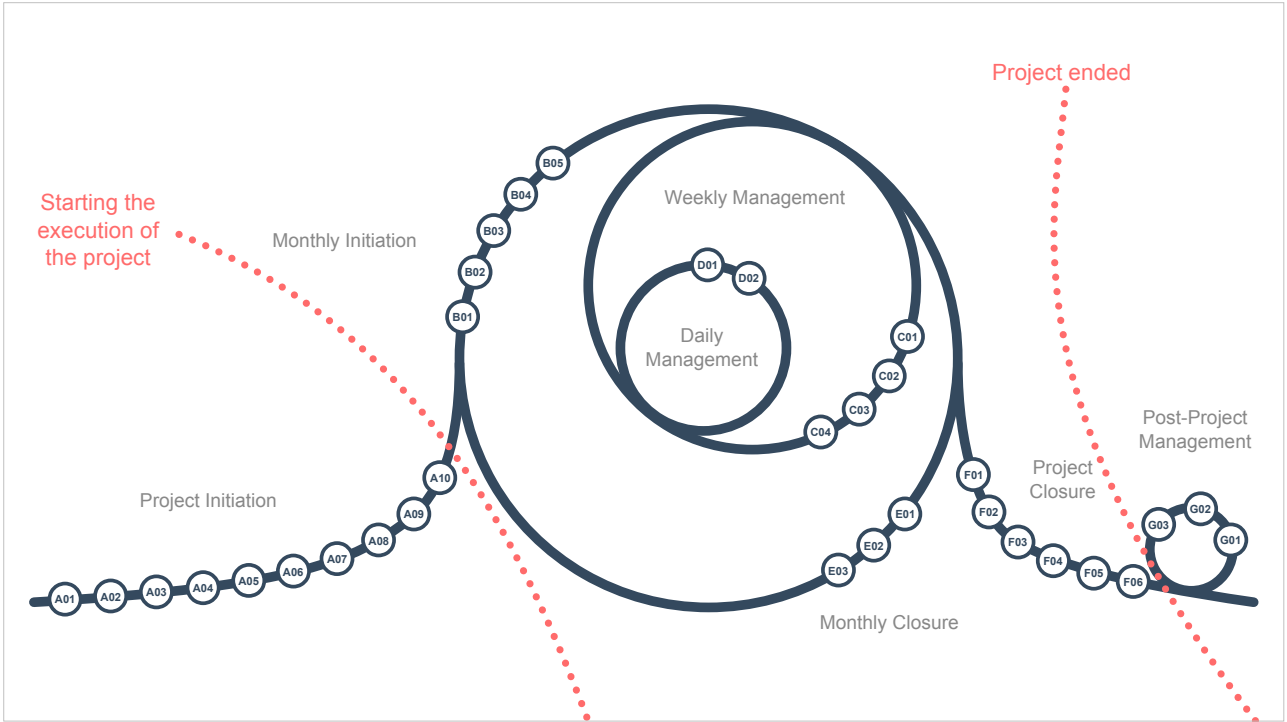 Project ended
Starting the
execution of
the project
Monthly Initiation
Weekly Management
Daily
Management
Project Initiation
Post-Project
Management
Project
Closure
Monthly Closure
A01
A02
A03
A04
A05
A06
A07
A08
A09
A10
B01
B02
B03
B04
B05
C01
C02
C03
C04
D01
D02
E01
E02
E03
F01
F02
F03
F04
F05
F06
G01
G02
G03